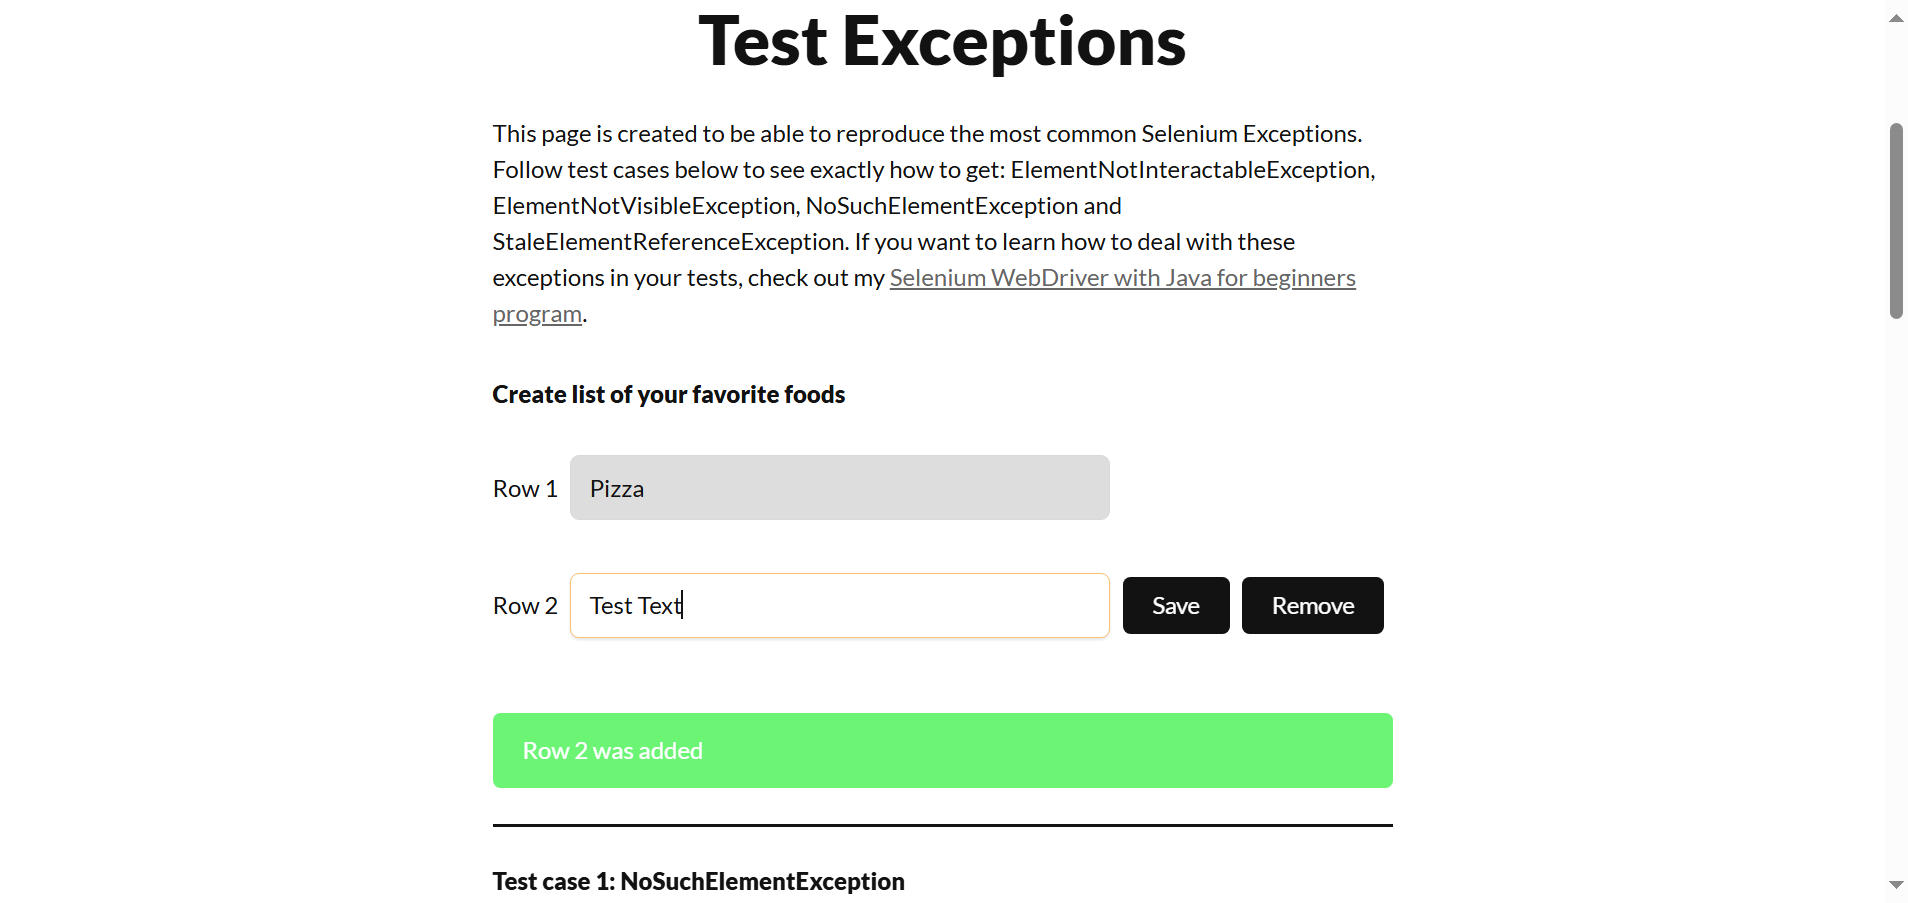 Test Exceptions
This page is created to be able to reproduce the most common Selenium Exceptions.
Follow test cases below to see exactly how to get: ElementNotInteractableException,
ElementNotVisibleException, NoSuchElementException and
StaleElementReferenceException. If you want to learn how to deal with these
exceptions in your tests, check out my Selenium WebDriver with Java for beginners
program.
Create list of your favorite foods
Row 1 Pizza
Row 2 Test Text Save Remove
Row 2 was added
Test case 1: NoSuchElementException